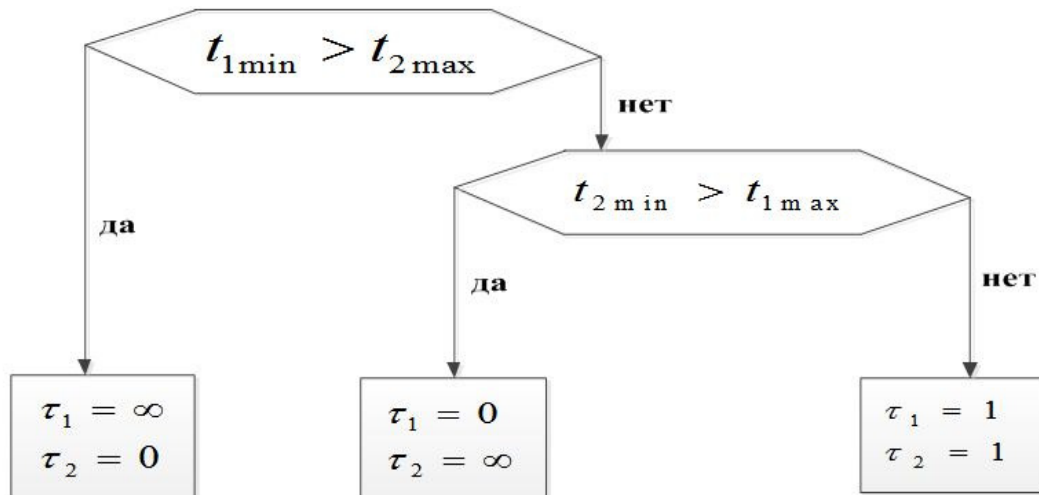 t₁min > t₂max
нет
t₂min > t₁max
да
да
нет
τ₁ = ∞
τ₂ = 0
τ₁ = 0
τ₂ = ∞
τ₁ = 1
τ₂ = 1